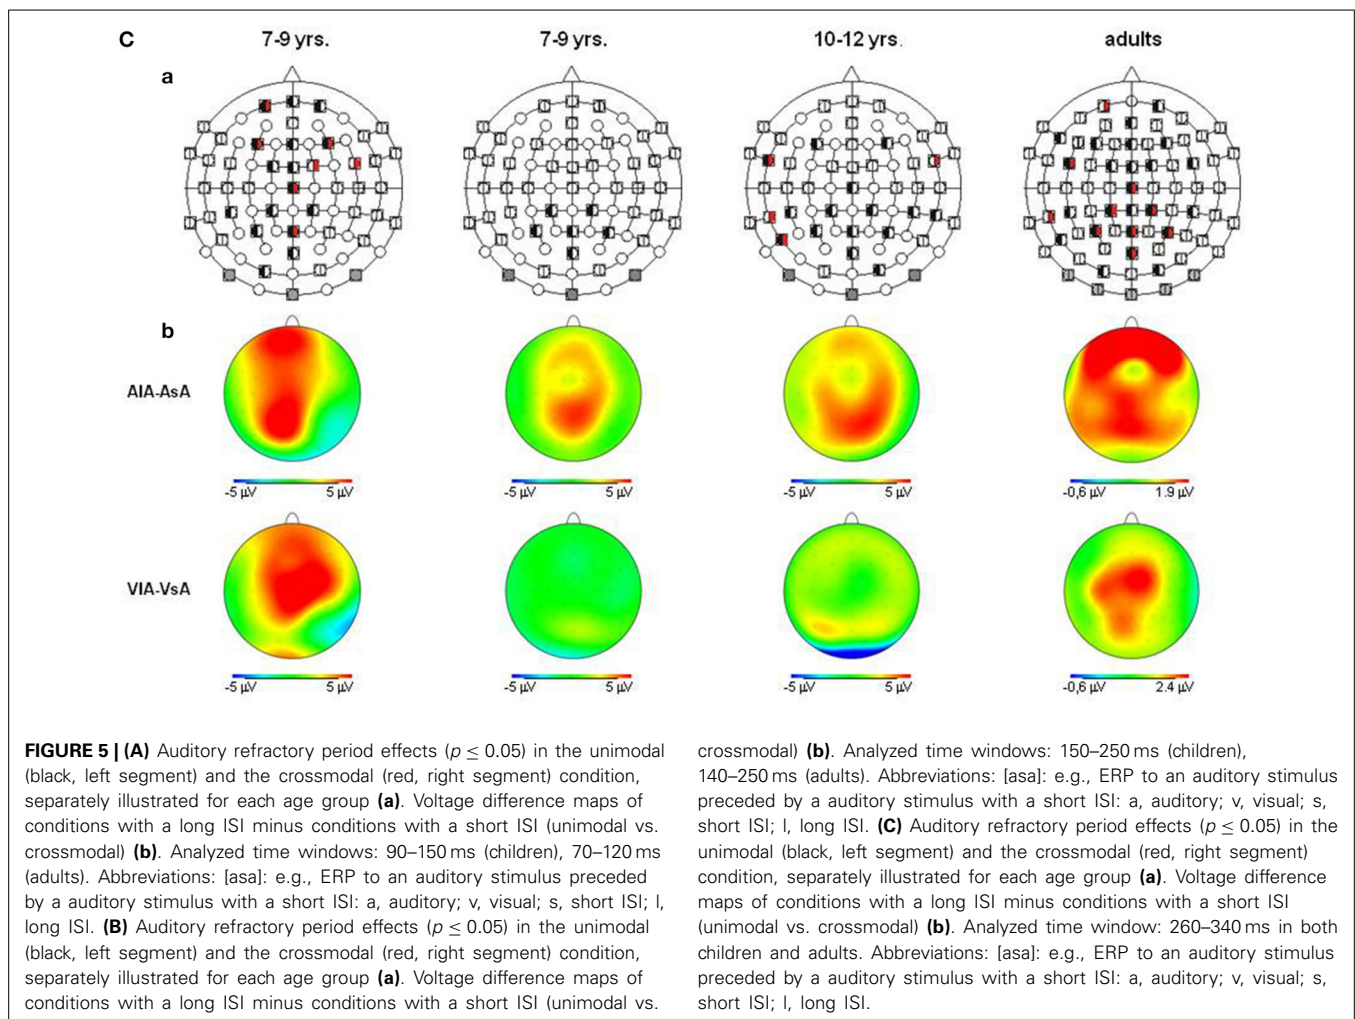 C 7-9 yrs. 7-9 yrs. 10-12 yrs. adults
a
b
AIA-AsA
-5 µV 5 µV -5 µV 5 µV -5 µV 5 µV -0,6 µV 1.9 µV
VIA-VsA
-5 µV 5 µV -5 µV 5 µV -5 µV 5 µV -0,6 µV 2.4 µV
FIGURE 5 | (A) Auditory refractory period effects (p ≤ 0.05) in the unimodal
(black, left segment) and the crossmodal (red, right segment) condition,
separately illustrated for each age group (a). Voltage difference maps of
conditions with a long ISI minus conditions with a short ISI (unimodal vs.
crossmodal) (b). Analyzed time windows: 90–150 ms (children), 70–120 ms
(adults). Abbreviations: [asa]: e.g., ERP to an auditory stimulus preceded
by a auditory stimulus with a short ISI: a, auditory; v, visual; s, short ISI; l,
long ISI. (B) Auditory refractory period effects (p ≤ 0.05) in the unimodal
(black, left segment) and the crossmodal (red, right segment) condition,
separately illustrated for each age group (a). Voltage difference maps of
conditions with a long ISI minus conditions with a short ISI (unimodal vs.
crossmodal) (b). Analyzed time windows: 150–250 ms (children),
140–250 ms (adults). Abbreviations: [asa]: e.g., ERP to an auditory stimulus
preceded by a auditory stimulus with a short ISI: a, auditory; v, visual; s,
short ISI; l, long ISI. (C) Auditory refractory period effects (p ≤ 0.05) in the
unimodal (black, left segment) and the crossmodal (red, right segment)
condition, separately illustrated for each age group (a). Voltage difference
maps of conditions with a long ISI minus conditions with a short ISI
(unimodal vs. crossmodal) (b). Analyzed time window: 260–340 ms in both
children and adults. Abbreviations: [asa]: e.g., ERP to an auditory stimulus
preceded by a auditory stimulus with a short ISI: a, auditory; v, visual; s,
short ISI; l, long ISI.